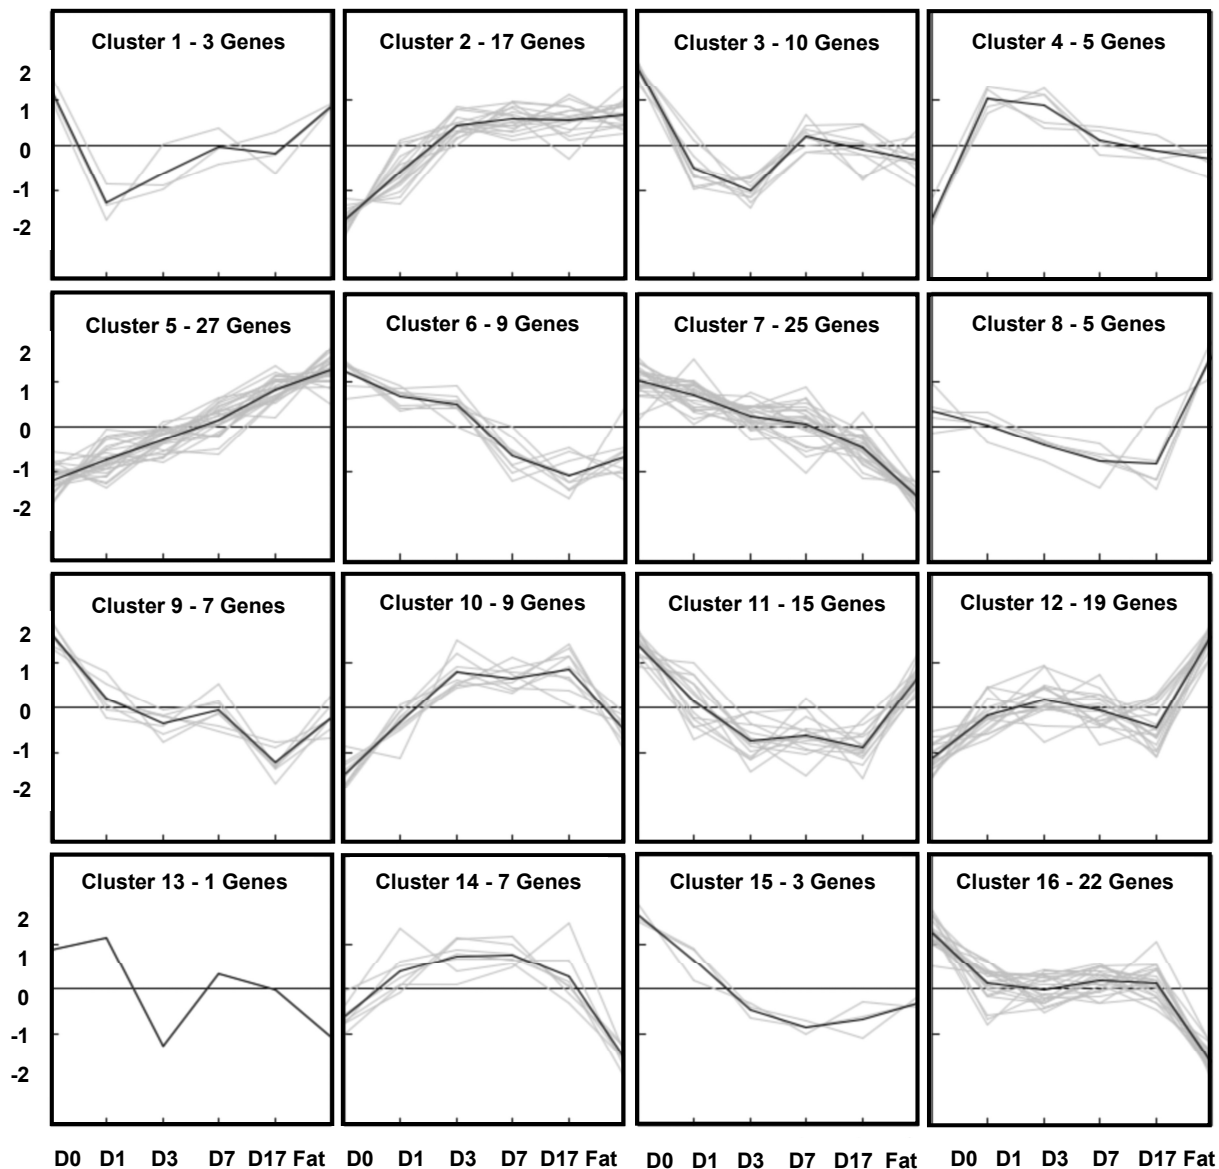 Cluster 1 - 3 Genes
Cluster 2 - 17 Genes
Cluster 3 - 10 Genes
Cluster 4 - 5 Genes
2
1
0
-1
-2
Cluster 5 - 27 Genes
Cluster 6 - 9 Genes
Cluster 7 - 25 Genes
Cluster 8 - 5 Genes
2
1
0
-1
-2
Cluster 9 - 7 Genes
Cluster 10 - 9 Genes
Cluster 11 - 15 Genes
Cluster 12 - 19 Genes
2
1
0
-1
-2
Cluster 13 - 1 Genes
Cluster 14 - 7 Genes
Cluster 15 - 3 Genes
Cluster 16 - 22 Genes
2
1
0
-1
-2
D0 D1 D3 D7 D17 Fat
D0 D1 D3 D7 D17 Fat
D0 D1 D3 D7 D17 Fat
D0 D1 D3 D7 D17 Fat